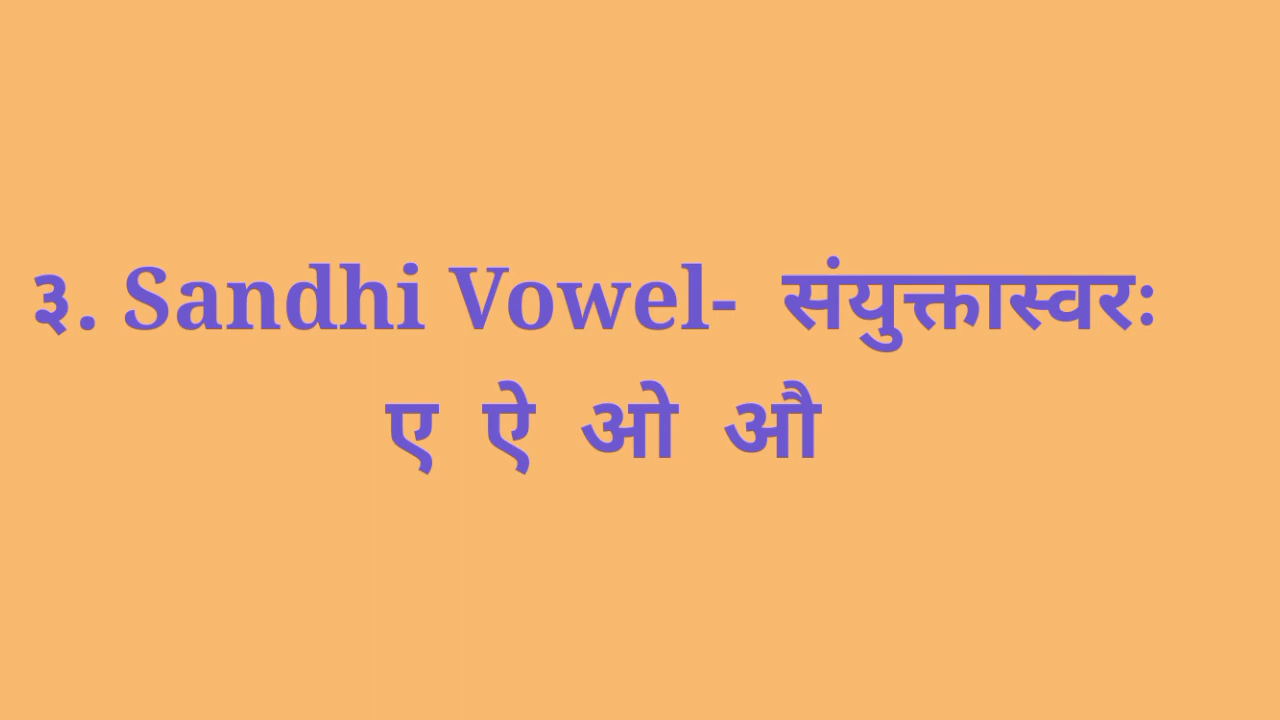 ३. Sandhi Vowel- संयुक्तास्वरः
ए ऐ ओ औ